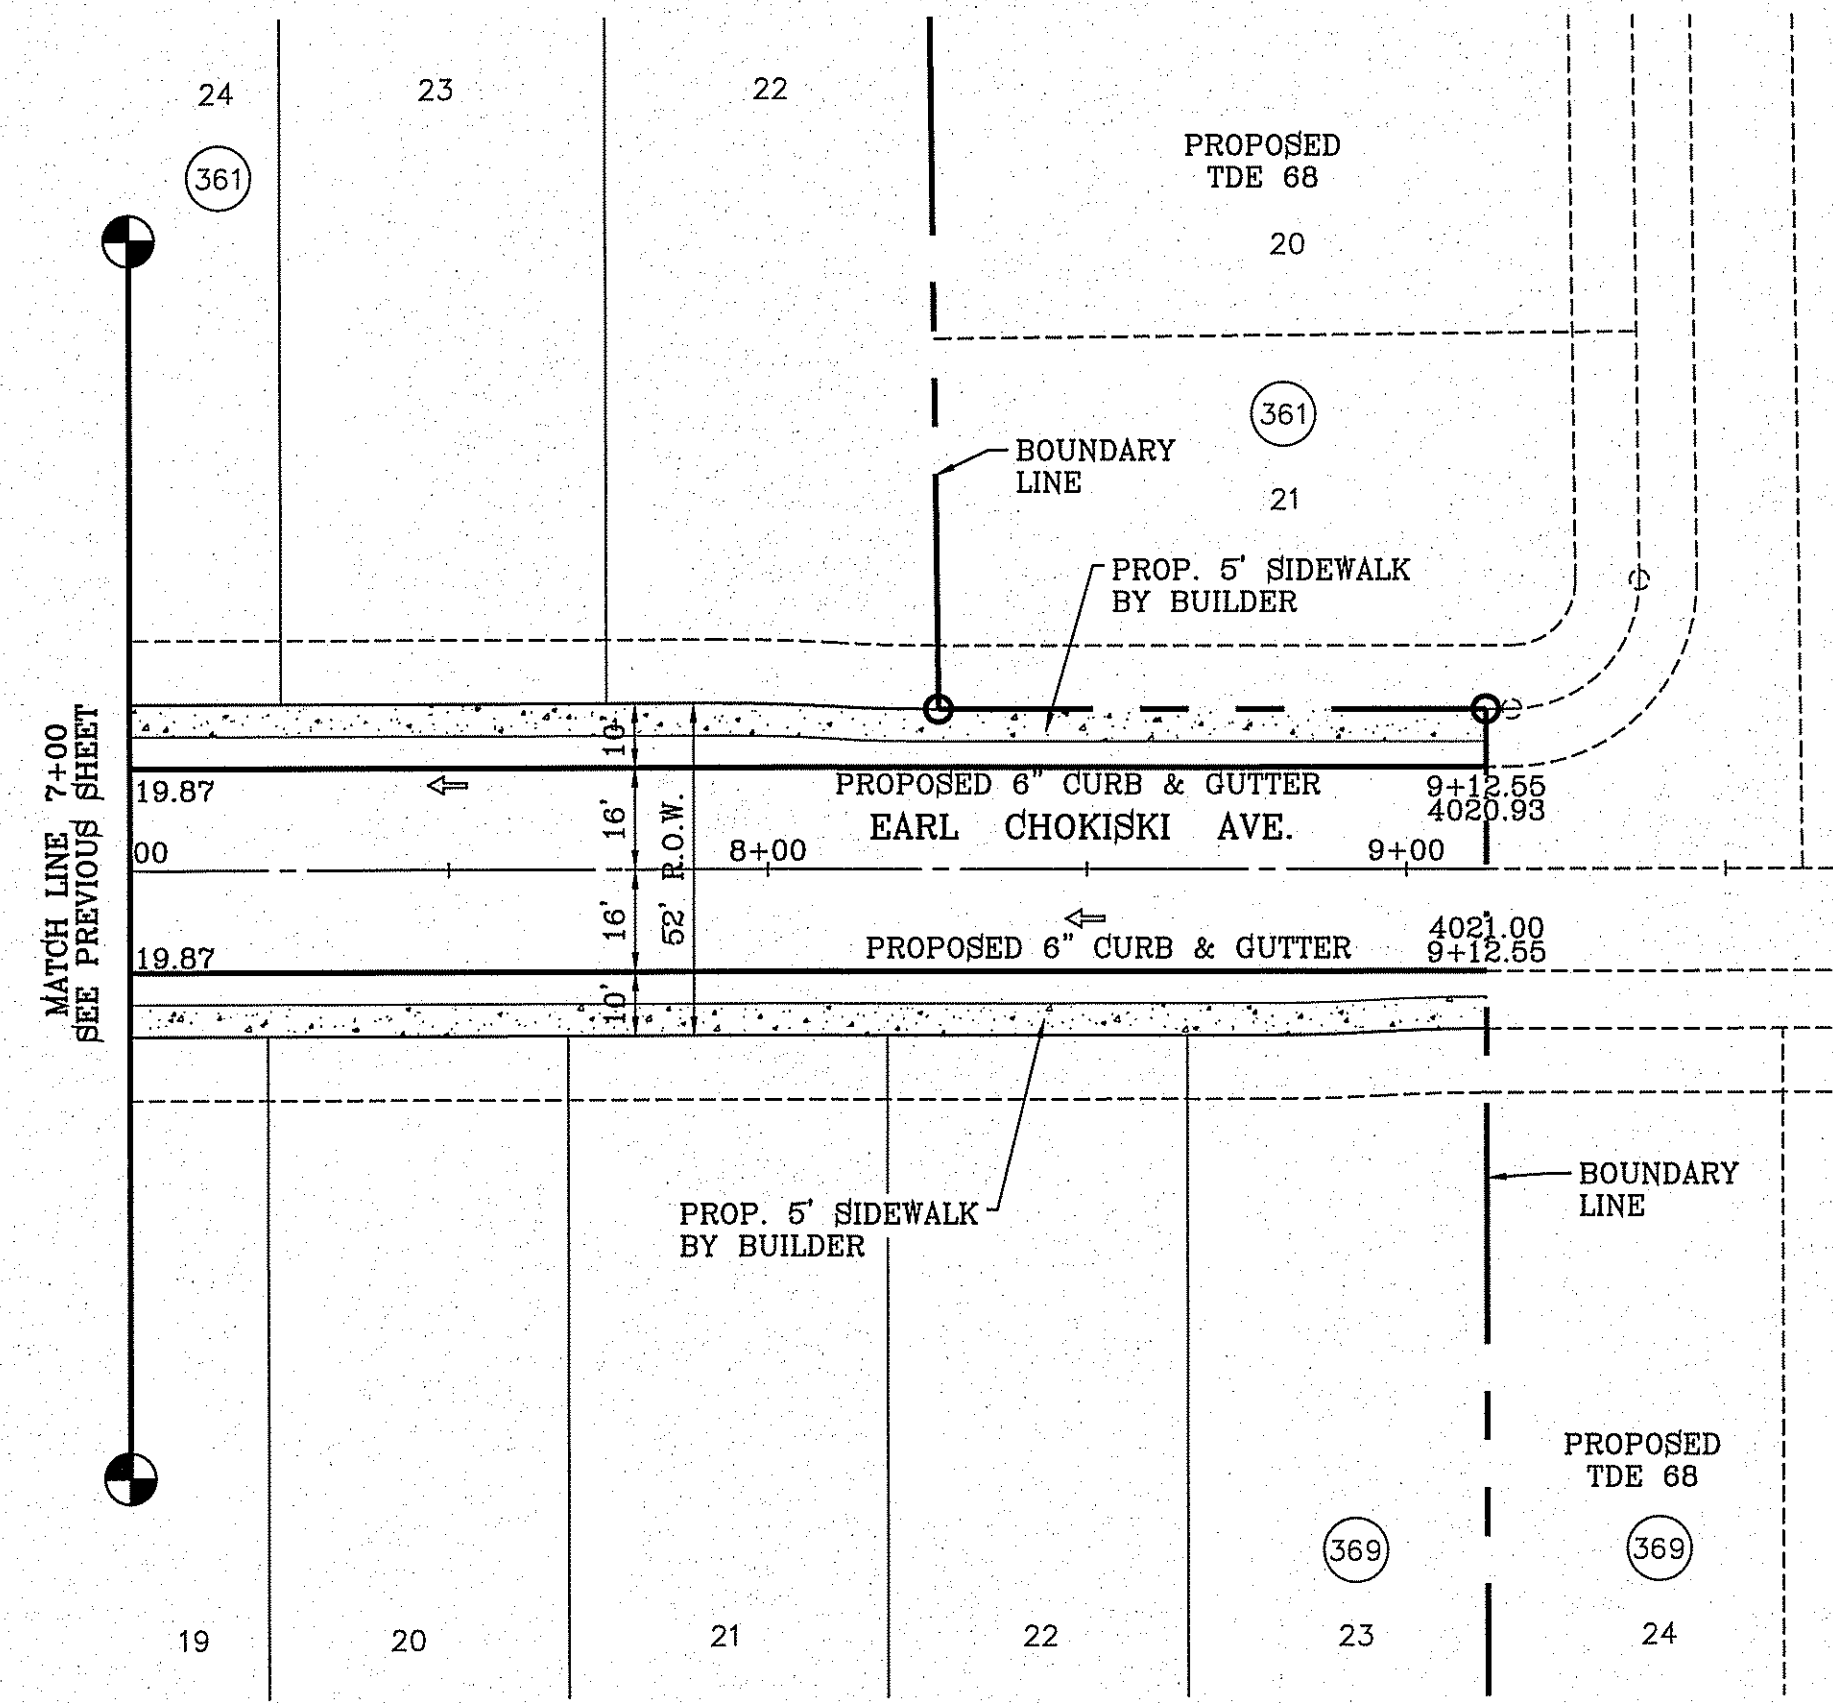 24
23
22
361
PROPOSED
TDE 68
20
361
BOUNDARY
LINE
21
PROP. 5' SIDEWALK
BY BUILDER
MATCH LINE 7+00
SEE PREVIOUS SHEET
10'
19.87
PROPOSED 6" CURB & GUTTER
9+12.55
4020.93
16'
EARL CHOKISKI AVE.
00
8+00
9+00
52' R.O.W.
16'
4021.00
PROPOSED 6" CURB & GUTTER
9+12.55
19.87
10'
PROP. 5' SIDEWALK
BY BUILDER
BOUNDARY
LINE
PROPOSED
TDE 68
369
369
19
20
21
22
23
24